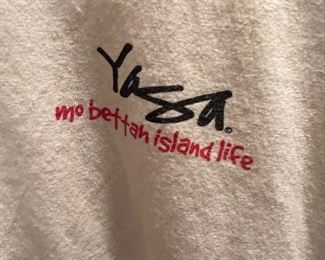 Yasa.
mo bettah island life